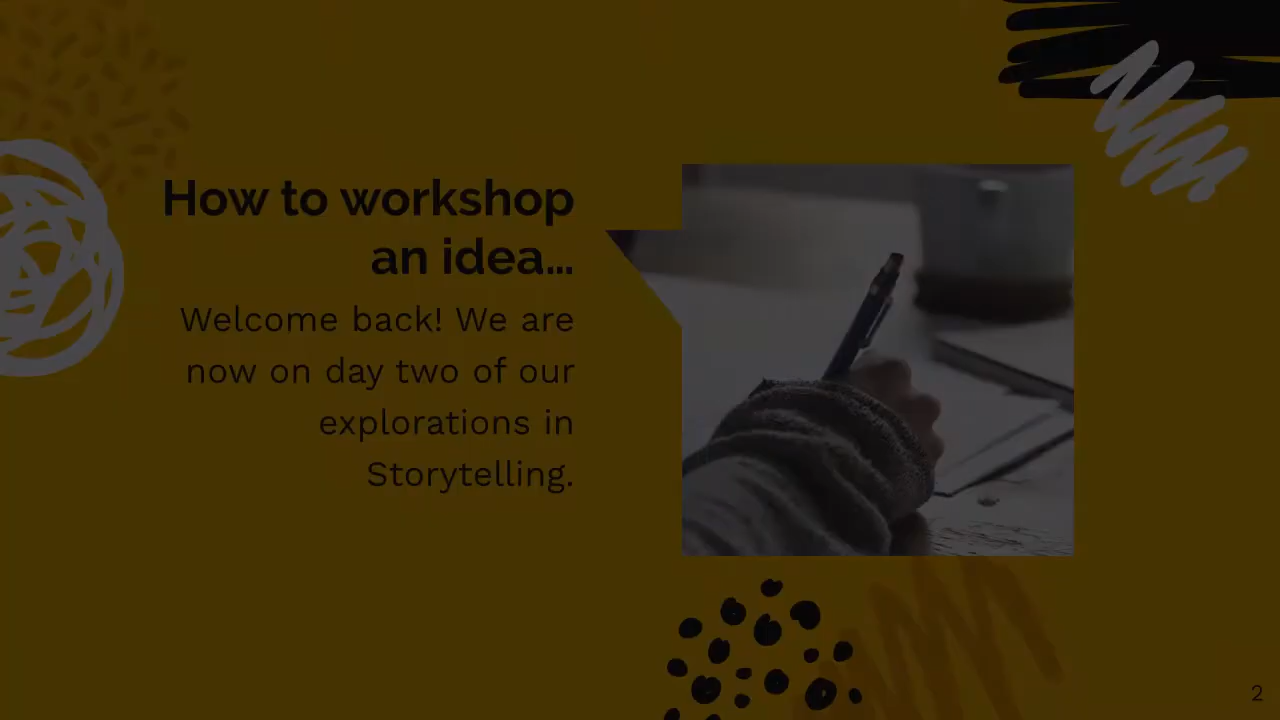 How to workshop
an idea…
Welcome back! We are
now on day two of our
explorations in
Storytelling.
2